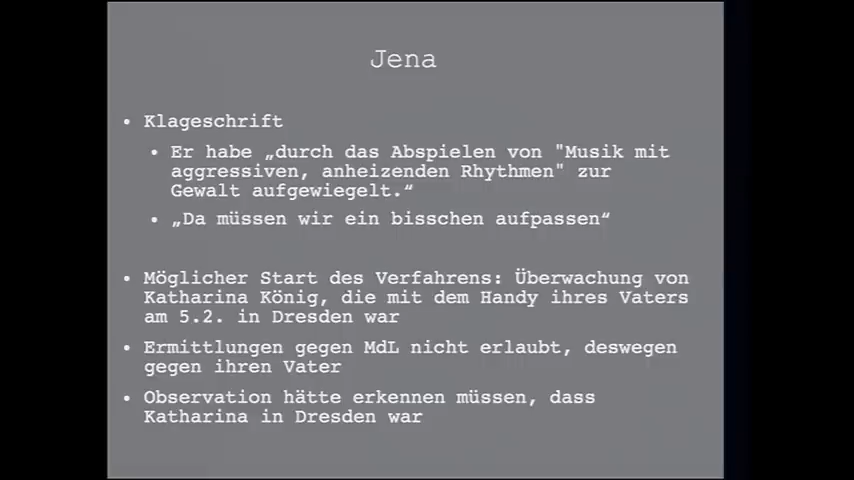 Jena
• Klageschrift
• Er habe „durch das Abspielen von "Musik mit
aggressiven, anheizenden Rhythmen" zur
Gewalt aufgewiegelt.“
• „Da müssen wir ein bisschen aufpassen“
• Möglicher Start des Verfahrens: Überwachung von
Katharina König, die mit dem Handy ihres Vaters
am 5.2. in Dresden war
• Ermittlungen gegen MdL nicht erlaubt, deswegen
gegen ihren Vater
• Observation hätte erkennen müssen, dass
Katharina in Dresden war